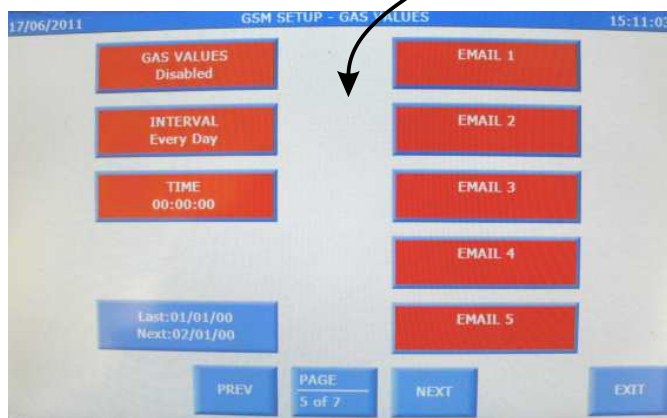 17/06/2011 GSM SETUP - GAS VALUES 15:11:03
GAS VALUES
Disabled
INTERVAL
Every Day
TIME
00:00:00
Last:01/01/00
Next:02/01/00
EMAIL 1
EMAIL 2
EMAIL 3
EMAIL 4
EMAIL 5
PREV
PAGE
5 of 7
NEXT
EXIT